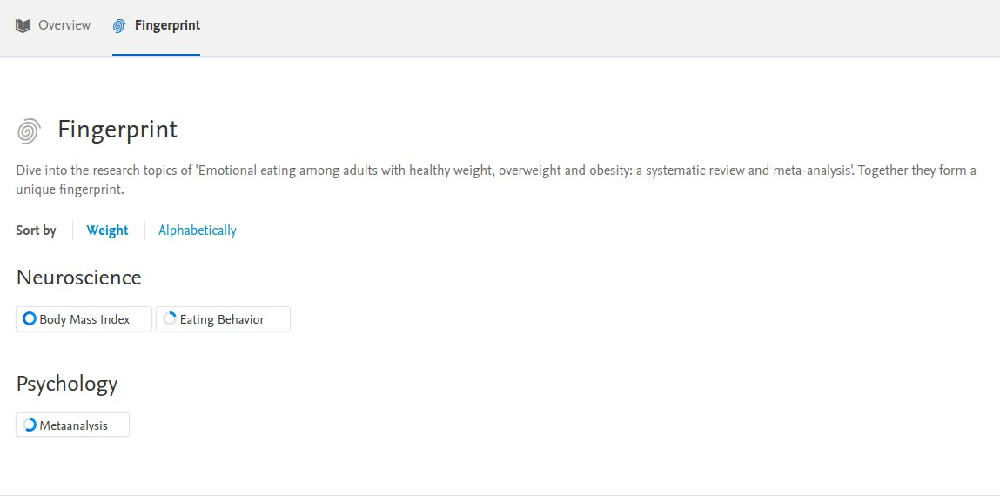 Overview Fingerprint
Fingerprint
Dive into the research topics of 'Emotional eating among adults with healthy weight, overweight and obesity: a systematic review and meta-analysis'. Together they form a
unique fingerprint.
Sort by Weight Alphabetically
Neuroscience
Body Mass Index Eating Behavior
Psychology
Metaanalysis